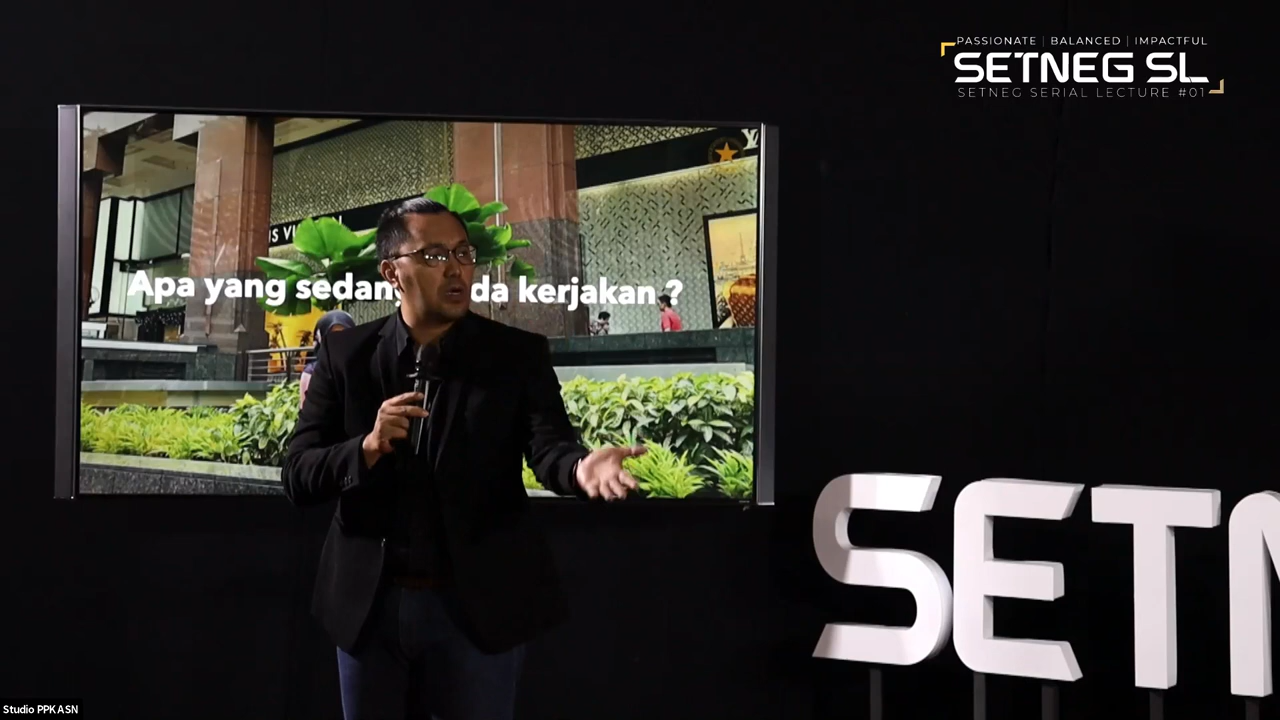 PASSIONATE | BALANCED | IMPACTFUL
SETNEG SL
SETNEG SERIAL LECTURE #01
Apa yang sedan da kerjakan ?
SETN
Studio PPKASN